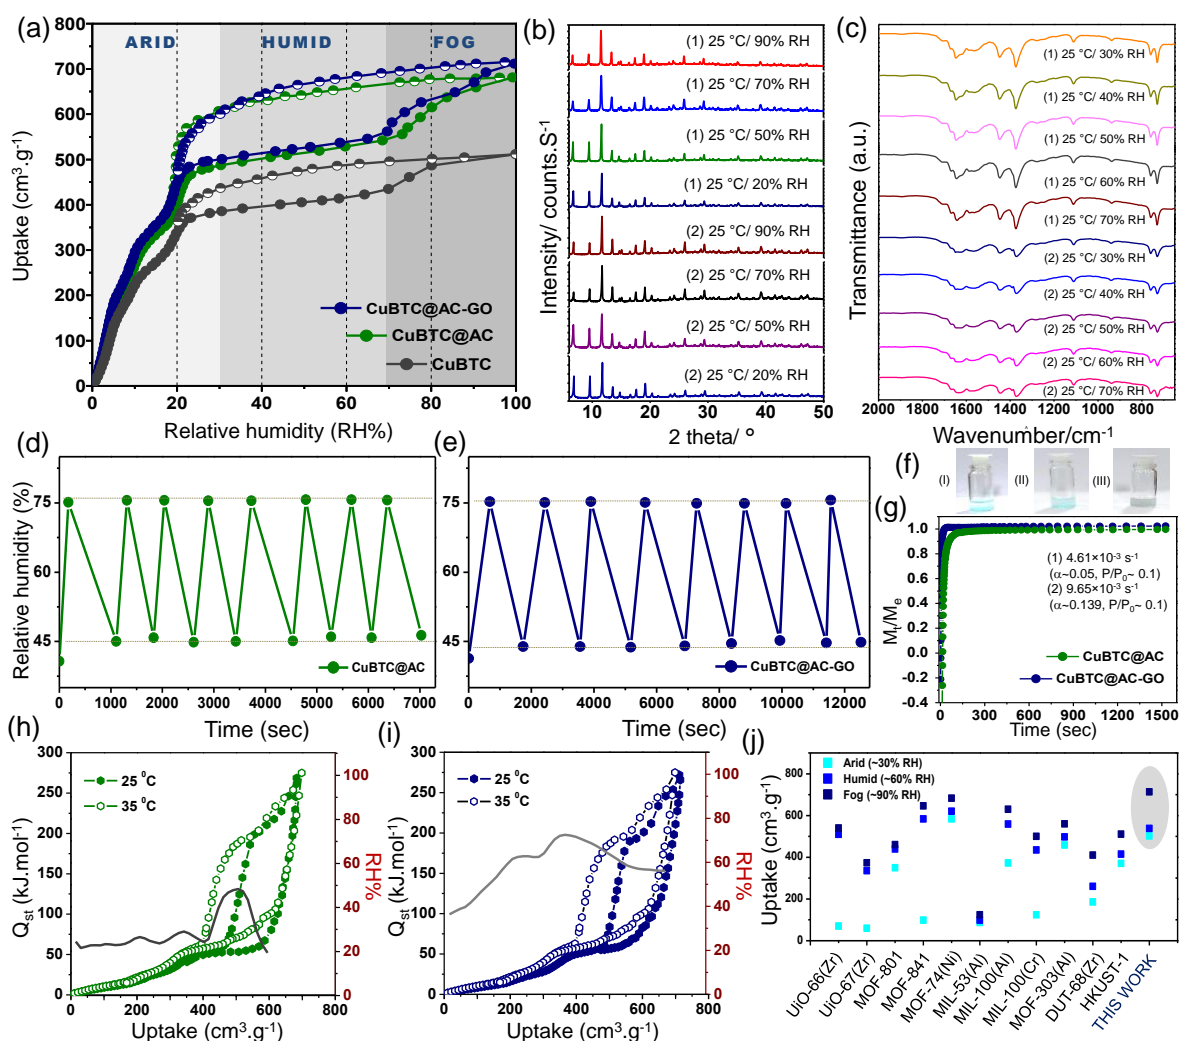 (a)
800
700
600
500
400
300
200
100
0
Uptake (cm³.g⁻¹)
ARID
HUMID
FOG
CuBTC@AC-GO
CuBTC@AC
CuBTC
0 20 40 60 80 100
Relative humidity (RH%)
(b)
Intensity/ counts.S⁻¹
(1) 25 °C/90% RH
(1) 25 °C/ 70% RH
(1) 25 °C/ 50% RH
(1) 25 °C/ 20% RH
(2) 25 °C/ 90% RH
(2) 25 °C/ 70% RH
(2) 25 °C/ 50% RH
(2) 25 °C/ 20% RH
10 20 30 40 50
2 theta/ °
(c)
Transmittance (a.u.)
(1) 25 °C/ 30% RH
(1) 25 °C/ 40% RH
(1) 25 °C/ 50% RH
(1) 25 °C/ 60% RH
(1) 25 °C/ 70% RH
(2) 25 °C/ 30% RH
(2) 25 °C/ 40% RH
(2) 25 °C/ 50% RH
(2) 25 °C/ 60% RH
(2) 25 °C/ 70% RH
2000 1800 1600 1400 1200 1000 800
Wavenumber/cm⁻¹
(d)
Relative humidity (%)
75
60
45
CuBTC@AC
0 1000 2000 3000 4000 5000 6000 7000
Time (sec)
(e)
CuBTC@AC-GO
0 2000 4000 6000 8000 10000 12000
Time (sec)
(f)
(I) (II) (III)
(g)
1.0
0.8
0.6
0.4
0.2
0.0
-0.2
-0.4
Mₜ/Mₑ
(1) 4.61×10⁻³ s⁻¹
(α~0.05, P/P₀~ 0.1)
(2) 9.65×10⁻³ s⁻¹
(α~0.139, P/P₀~ 0.1)
CuBTC@AC
CuBTC@AC-GO
0 300 600 900 1200 1500
Time (sec)
(h)
300
250
200
150
100
50
0
Qst (kJ.mol⁻¹)
25 ⁰C
35 ⁰C
100
80
60
40
20
0
RH%
0 200 400 600 800
Uptake (cm³.g⁻¹)
(i)
300
250
200
150
100
50
0
Qst (kJ.mol⁻¹)
25 ⁰C
35 ⁰C
100
80
60
40
20
0
RH%
0 200 400 600 800
Uptake (cm³.g⁻¹)
(j)
800
600
400
200
0
Uptake (cm³.g⁻¹)
Arid (~30% RH)
Humid (~60% RH)
Fog (~90% RH)
UiO-66(Zr)
UiO-67(Zr)
MOF-801
MOF-841
MOF-74(Ni)
MIL-53(Al)
MIL-100(Al)
MIL-100(Cr)
MOF-303(Al)
DUT-68(Zr)
HKUST-1
THIS WORK